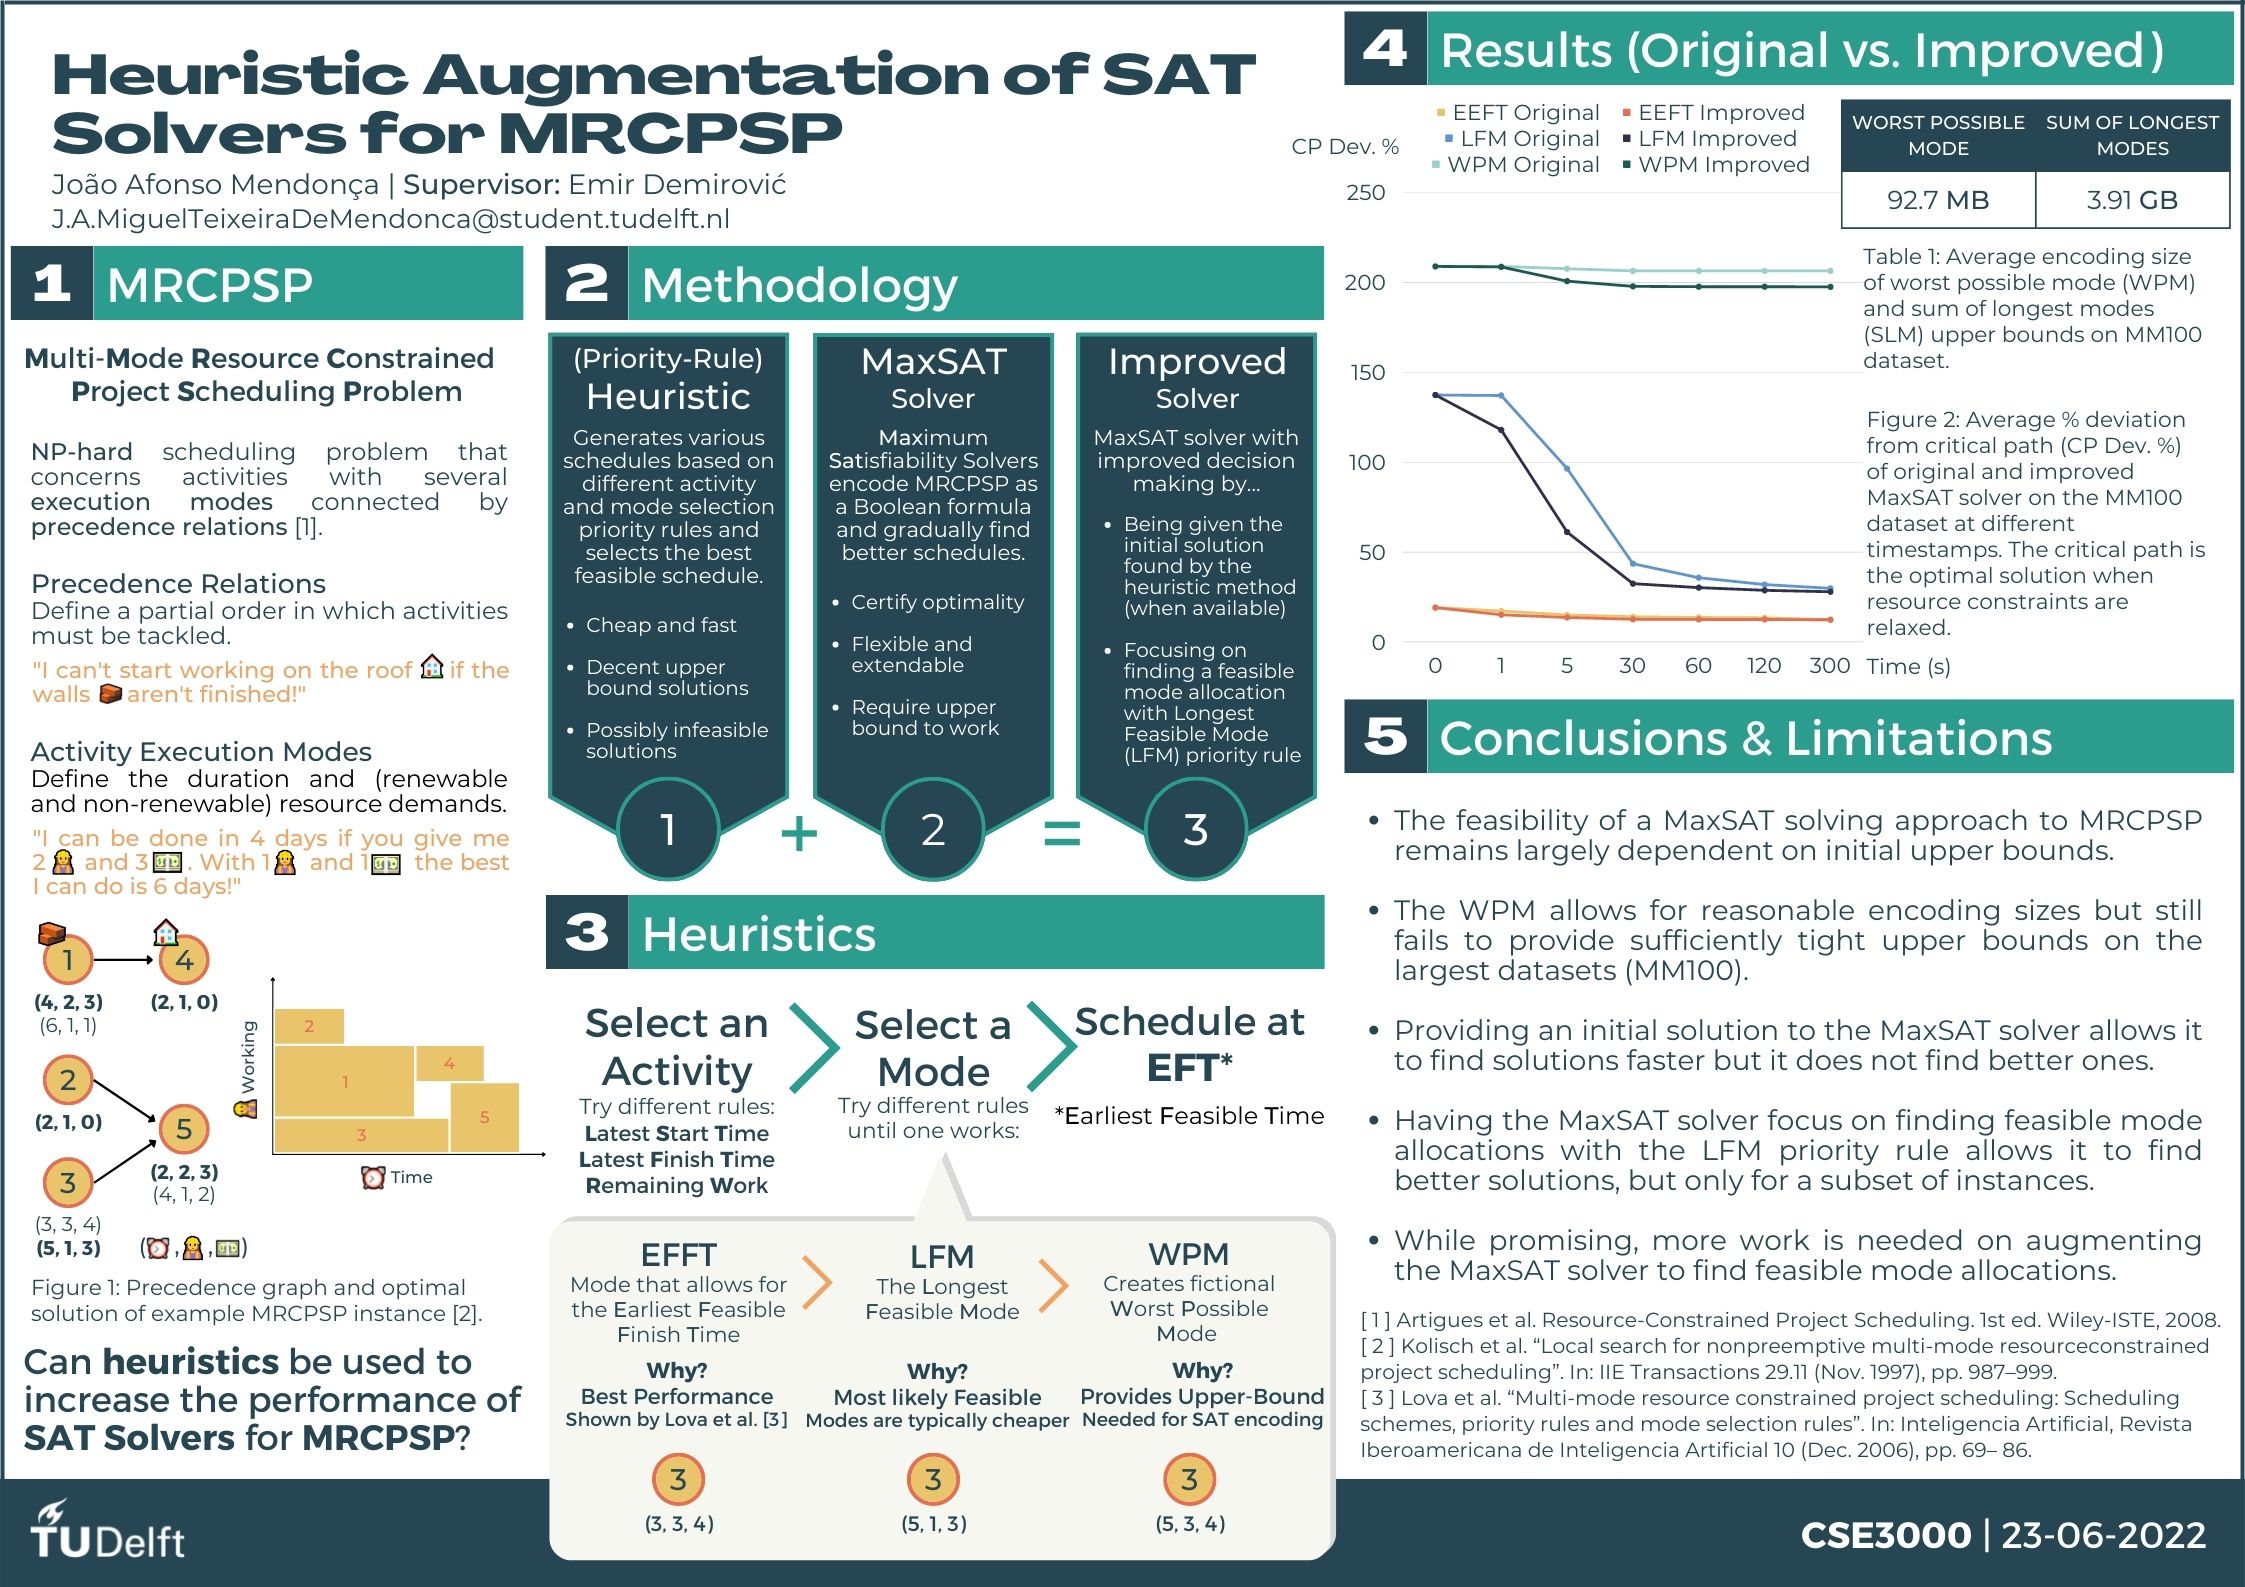 Heuristic Augmentation of SAT
Solvers for MRCPSP
João Afonso Mendonça | Supervisor: Emir Demirović
J.A.MiguelTeixeiraDeMendonca@student.tudelft.nl
1 MRCPSP
Multi-Mode Resource Constrained
Project Scheduling Problem
NP-hard scheduling problem that
concerns activities with several
execution modes connected by
precedence relations [1].
Precedence Relations
Define a partial order in which activities
must be tackled.
"I can't start working on the roof if the
walls aren't finished!"
Activity Execution Modes
Define the duration and (renewable
and non-renewable) resource demands.
"I can be done in 4 days if you give me
2 and 3 . With 1 and 1 the best
I can do is 6 days!"
1
4
(4, 2, 3)
(2, 1, 0)
(6, 1, 1)
2
(2, 1, 0)
5
(2, 2, 3)
(4, 1, 2)
3
(3, 3, 4)
(5, 1, 3)
( , , )
Working
2
1
4
3
5
Time
Figure 1: Precedence graph and optimal
solution of example MRCPSP instance [2].
Can heuristics be used to
increase the performance of
SAT Solvers for MRCPSP?
2 Methodology
(Priority-Rule)
Heuristic
Generates various
schedules based on
different activity
and mode selection
priority rules and
selects the best
feasible schedule.
• Cheap and fast
• Decent upper
bound solutions
• Possibly infeasible
solutions
1
+
MaxSAT
Solver
Maximum
Satisfiability Solvers
encode MRCPSP as
a Boolean formula
and gradually find
better schedules.
• Certify optimality
• Flexible and
extendable
• Require upper
bound to work
2
=
Improved
Solver
MaxSAT solver with
improved decision
making by...
• Being given the
initial solution
found by the
heuristic method
(when available)
• Focusing on
finding a feasible
mode allocation
with Longest
Feasible Mode
(LFM) priority rule
3
3 Heuristics
Select an
Activity
Try different rules:
Latest Start Time
Latest Finish Time
Remaining Work
Select a
Mode
Try different rules
until one works:
Schedule at
EFT*
*Earliest Feasible Time
EFFT
Mode that allows for
the Earliest Feasible
Finish Time
Why?
Best Performance
Shown by Lova et al. [3]
3
(3, 3, 4)
LFM
The Longest
Feasible Mode
Why?
Most likely Feasible
Modes are typically cheaper
3
(5, 1, 3)
WPM
Creates fictional
Worst Possible
Mode
Why?
Provides Upper-Bound
Needed for SAT encoding
3
(5, 3, 4)
4 Results (Original vs. Improved)
EEFT Original EEFT Improved
LFM Original LFM Improved
WPM Original WPM Improved
CP Dev. %
250
200
150
100
50
0
0 1 5 30 60 120 300 Time (s)
WORST POSSIBLE
MODE
SUM OF LONGEST
MODES
92.7 MB
3.91 GB
Table 1: Average encoding size
of worst possible mode (WPM)
and sum of longest modes
(SLM) upper bounds on MM100
dataset.
Figure 2: Average % deviation
from critical path (CP Dev. %)
of original and improved
MaxSAT solver on the MM100
dataset at different
timestamps. The critical path is
the optimal solution when
resource constraints are
relaxed.
5 Conclusions & Limitations
• The feasibility of a MaxSAT solving approach to MRCPSP
remains largely dependent on initial upper bounds.
• The WPM allows for reasonable encoding sizes but still
fails to provide sufficiently tight upper bounds on the
largest datasets (MM100).
• Providing an initial solution to the MaxSAT solver allows it
to find solutions faster but it does not find better ones.
• Having the MaxSAT solver focus on finding feasible mode
allocations with the LFM priority rule allows it to find
better solutions, but only for a subset of instances.
• While promising, more work is needed on augmenting
the MaxSAT solver to find feasible mode allocations.
[ 1 ] Artigues et al. Resource-Constrained Project Scheduling. 1st ed. Wiley-ISTE, 2008.
[ 2 ] Kolisch et al. “Local search for nonpreemptive multi-mode resourceconstrained
project scheduling”. In: IIE Transactions 29.11 (Nov. 1997), pp. 987–999.
[ 3 ] Lova et al. “Multi-mode resource constrained project scheduling: Scheduling
schemes, priority rules and mode selection rules”. In: Inteligencia Artificial, Revista
Iberoamericana de Inteligencia Artificial 10 (Dec. 2006), pp. 69– 86.
TUDelft
CSE3000 | 23-06-2022